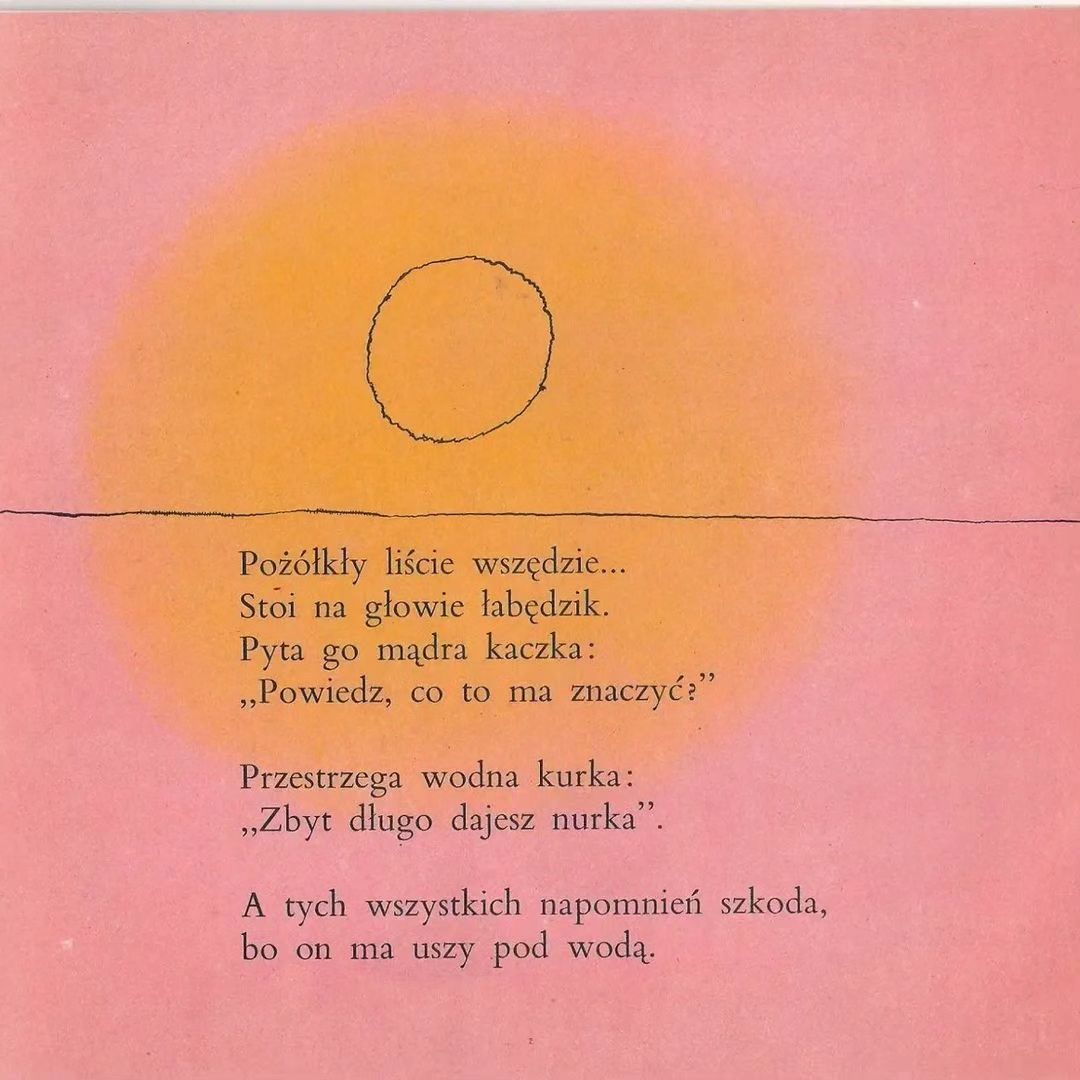 Pożółkły liście wszędzie...
Stoi na głowie łabędzik.
Pyta go mądra kaczka:
„Powiedz, co to ma znaczyć?”
Przestrzega wodna kurka:
„Zbyt długo dajesz nurka”.
A tych wszystkich napomnień szkoda,
bo on ma uszy pod wodą.